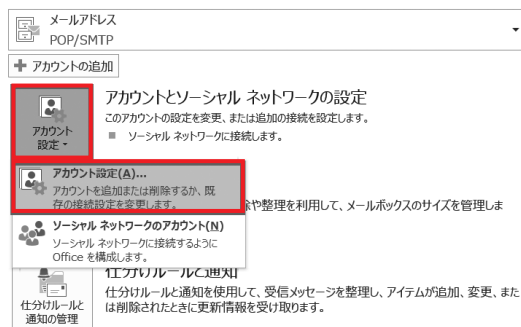 メールアドレス
POP/SMTP
アカウントの追加
アカウントとソーシャル ネットワークの設定
このアカウントの設定を変更、または追加の接続を設定します。
ソーシャル ネットワークに接続します。
アカウント
設定
アカウント設定(A)...
アカウントを追加または削除するか、既
存の接続設定を変更します。
や整理を利用して、メールボックスのサイズを管理しま
ソーシャル ネットワークのアカウント(N)
ソーシャル ネットワークに接続するように
Office を構成します。
仕分けルールと通知
仕分けルールと通知を使用して、受信メッセージを整理し、アイテムが追加、変更、また
は削除されたときに更新情報を受け取ります。
仕分けルールと
通知の管理